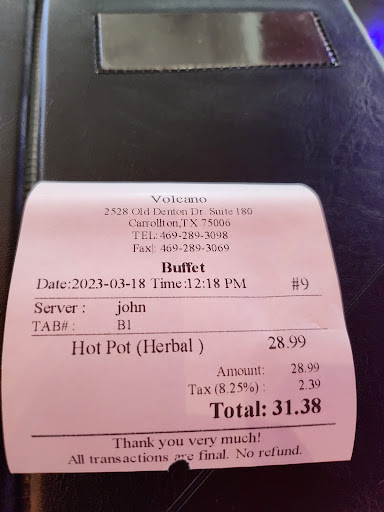 Volcano
2528 Old Denton Dr. Suite 180
Carrollton,TX 75006
TEL: 469-289-3098
Fax: 469-289-3069
Buffet
Date:2023-03-18 Time:12:18 PM #9
Server : john
TAB# : B1
Hot Pot (Herbal ) 28.99
Amount: 28.99
Tax (8.25%) : 2.39
Total: 31.38
Thank you very much!
All transactions are final. No refund.